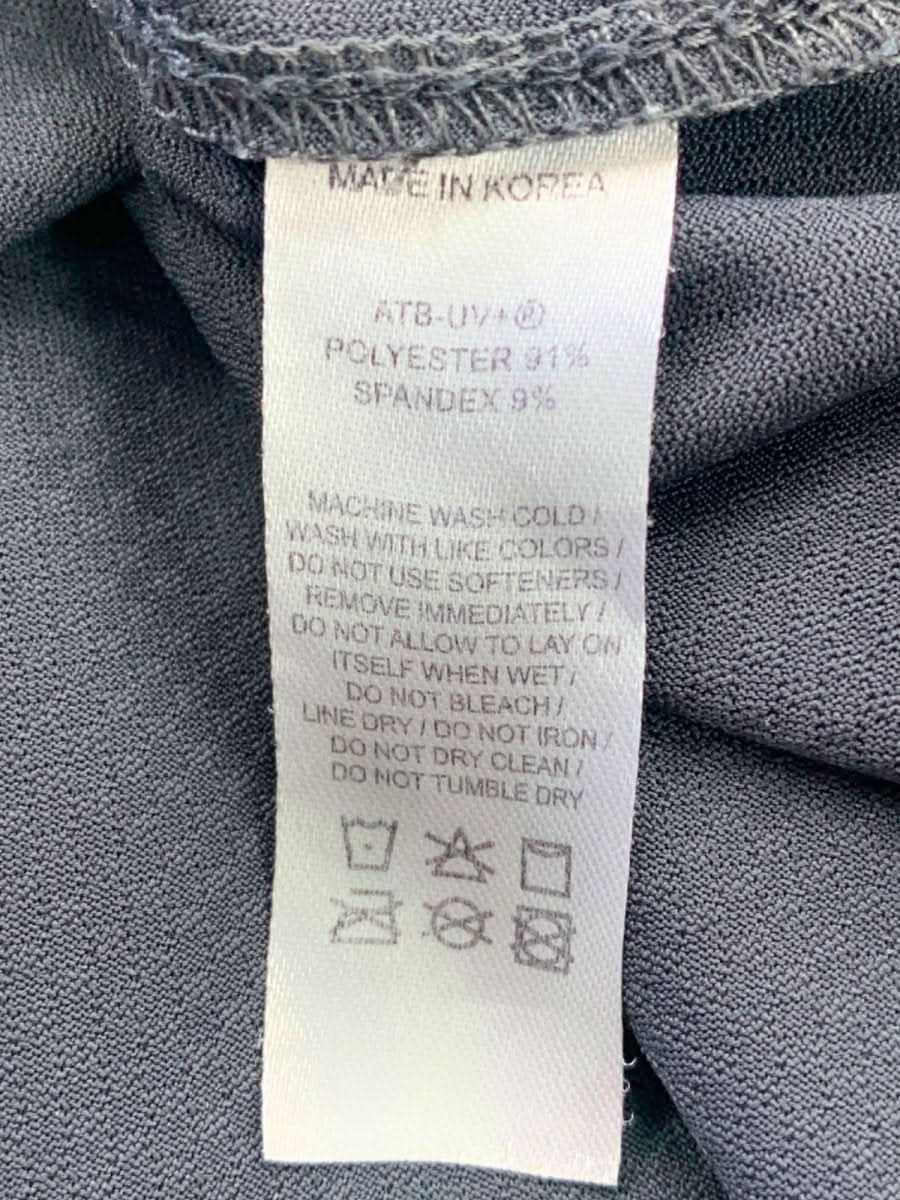 MADE IN KOREA
ATB-UV+®
POLYESTER 91%
SPANDEX 9%
MACHINE WASH COLD /
WASH WITH LIKE COLORS /
DO NOT USE SOFTENERS /
REMOVE IMMEDIATELY /
DO NOT ALLOW TO LAY ON
ITSELF WHEN WET /
DO NOT BLEACH /
LINE DRY / DO NOT IRON /
DO NOT DRY CLEAN /
DO NOT TUMBLE DRY